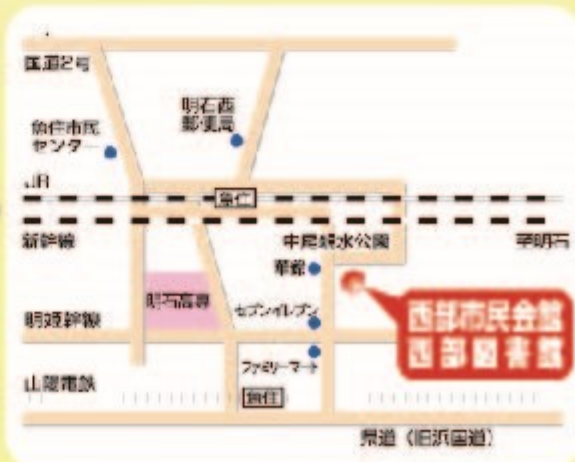 国道2号
明石西
郵便局
魚住市民
センター
JR
魚住
新幹線
中尾親水公園
至明石
華館
明石高専
セブンイレブン
明姫幹線
西部市民会館
西部図書館
ファミリーマート
山陽電鉄
魚住
県道（旧浜国道）